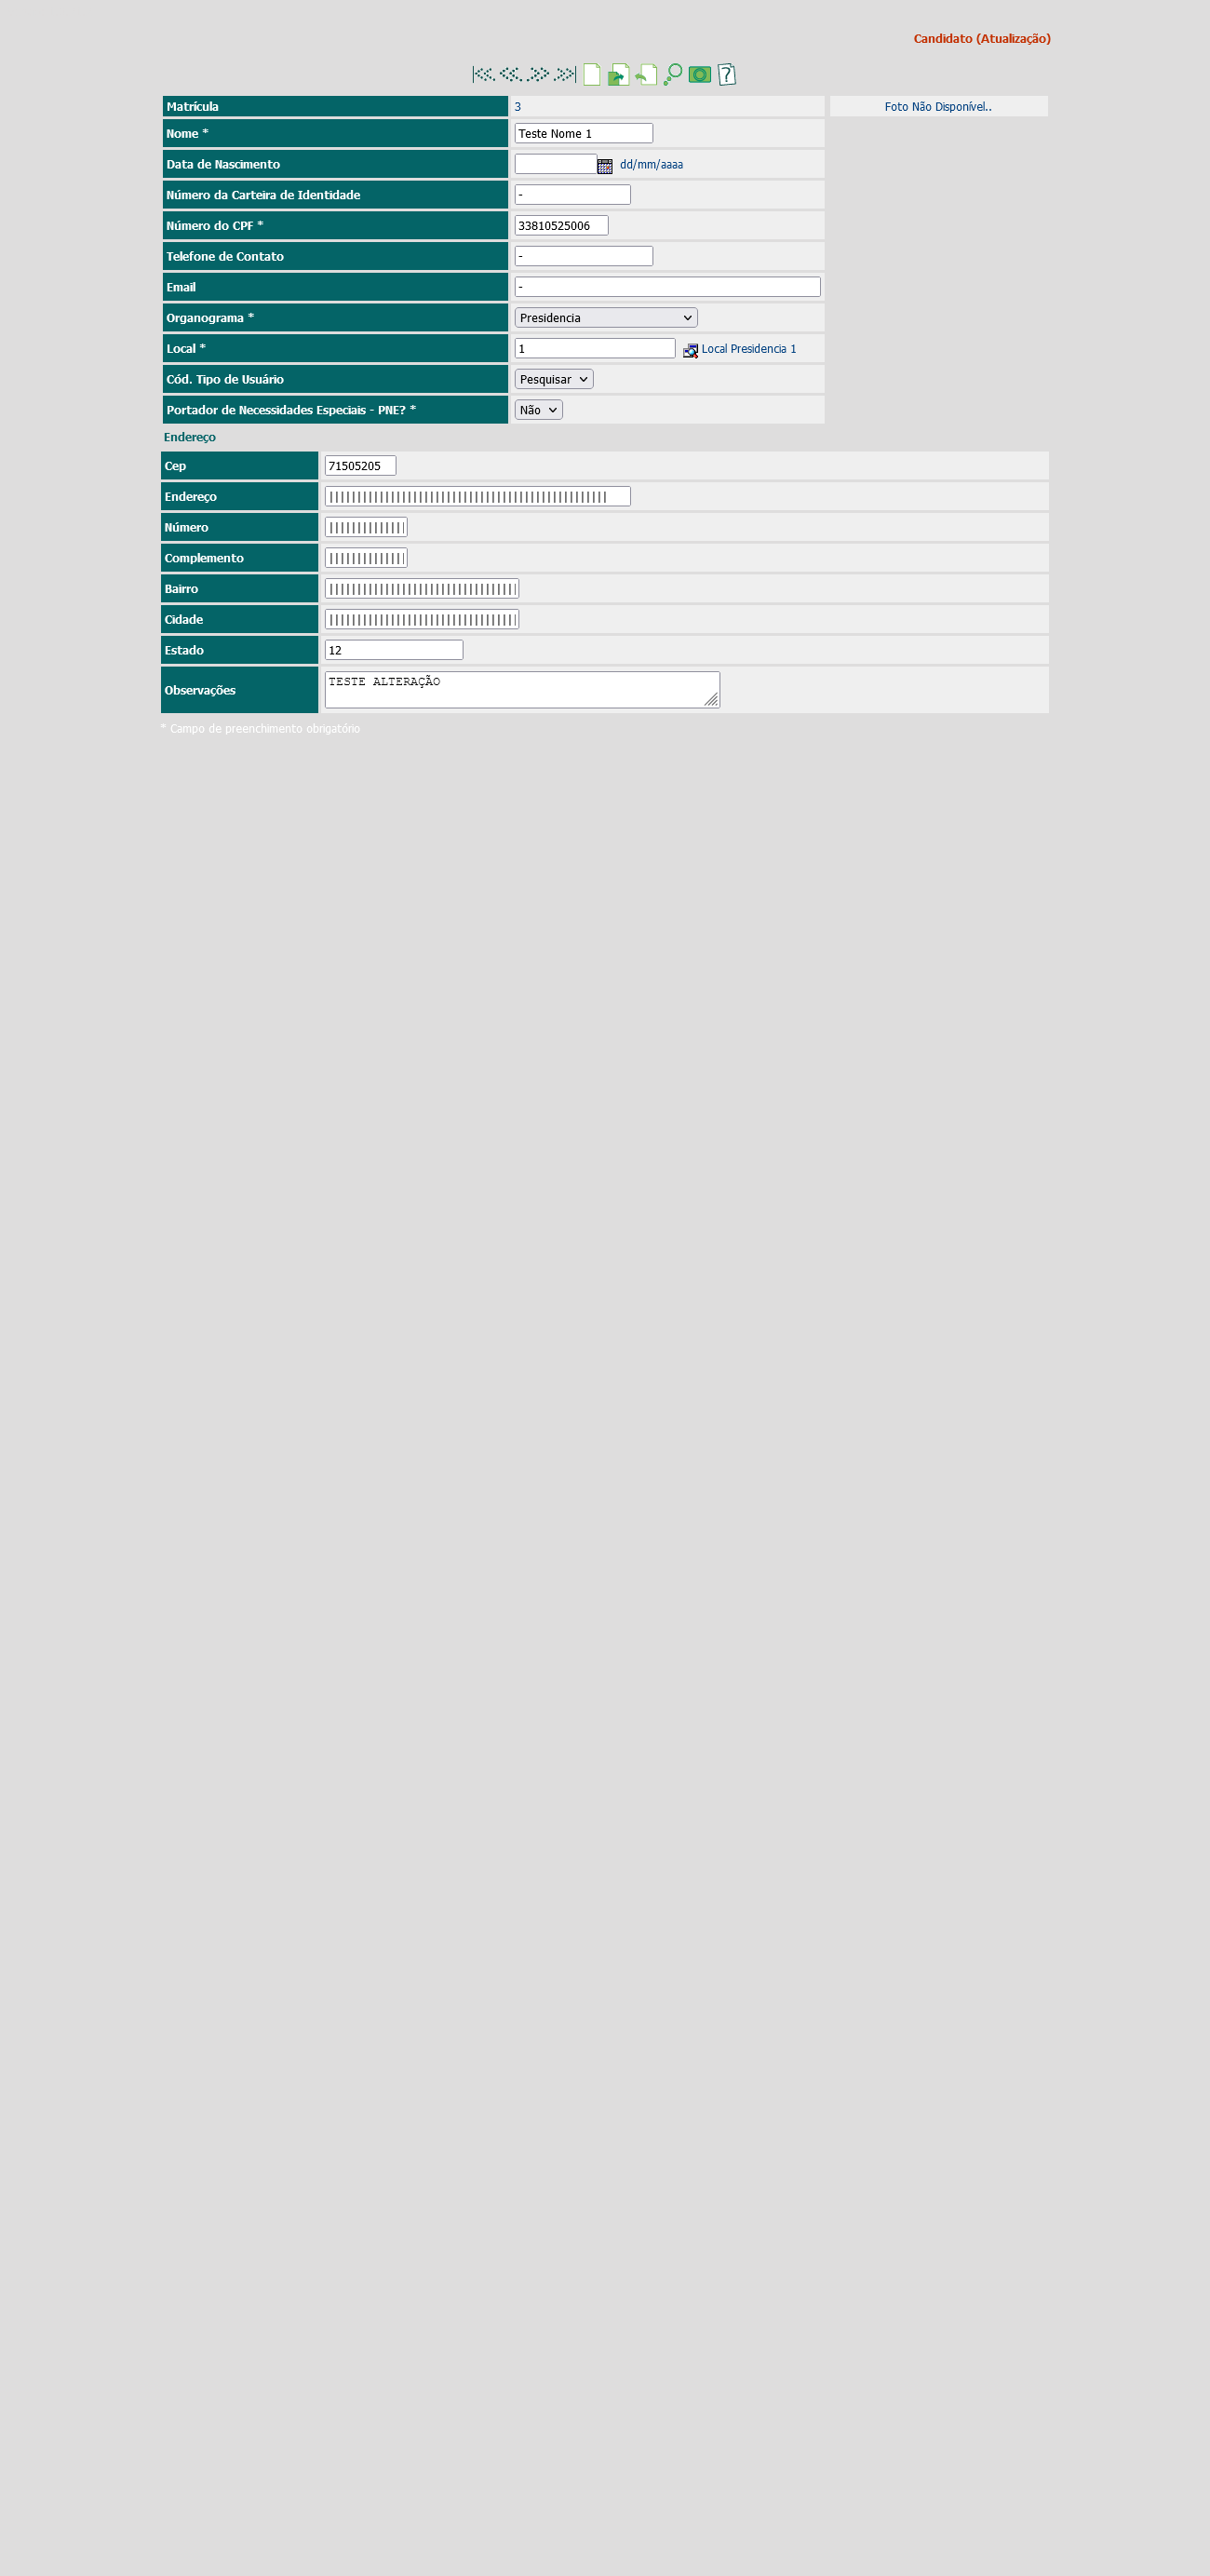 Candidato (Atualização)
Matrícula 3 Foto Não Disponível..
Nome * Teste Nome 1
Data de Nascimento dd/mm/aaaa
Número da Carteira de Identidade -
Número do CPF * 33810525006
Telefone de Contato -
Email -
Organograma * Presidencia
Local * 1 Local Presidencia 1
Cód. Tipo de Usuário Pesquisar
Portador de Necessidades Especiais - PNE? * Não
Endereço
Cep 71505205
Endereço ||||||||||||||||||||||||||||||||||||||||||||||||||
Número ||||||||||||||
Complemento ||||||||||||||
Bairro ||||||||||||||||||||||||||||||||||
Cidade ||||||||||||||||||||||||||||||||||
Estado 12
Observações TESTE ALTERAÇÃO
* Campo de preenchimento obrigatório